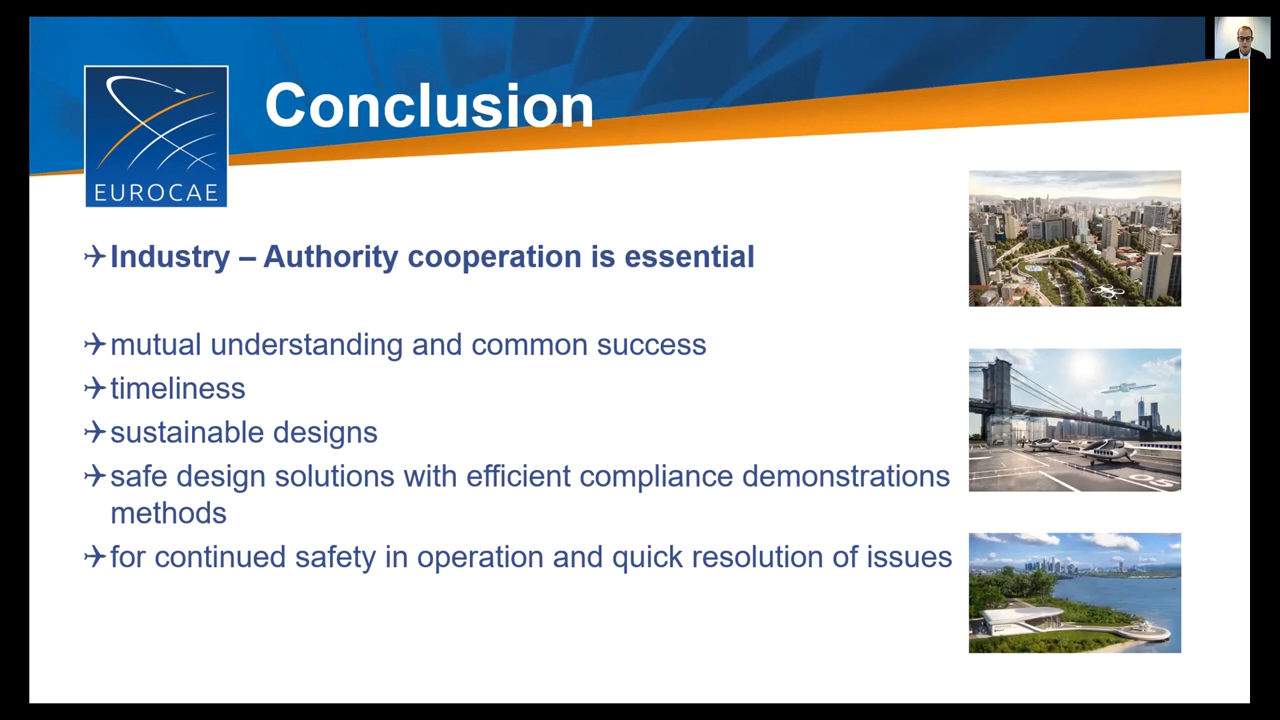 Conclusion
EUROCAE
Industry – Authority cooperation is essential
mutual understanding and common success
timeliness
sustainable designs
safe design solutions with efficient compliance demonstrations
methods
for continued safety in operation and quick resolution of issues
05